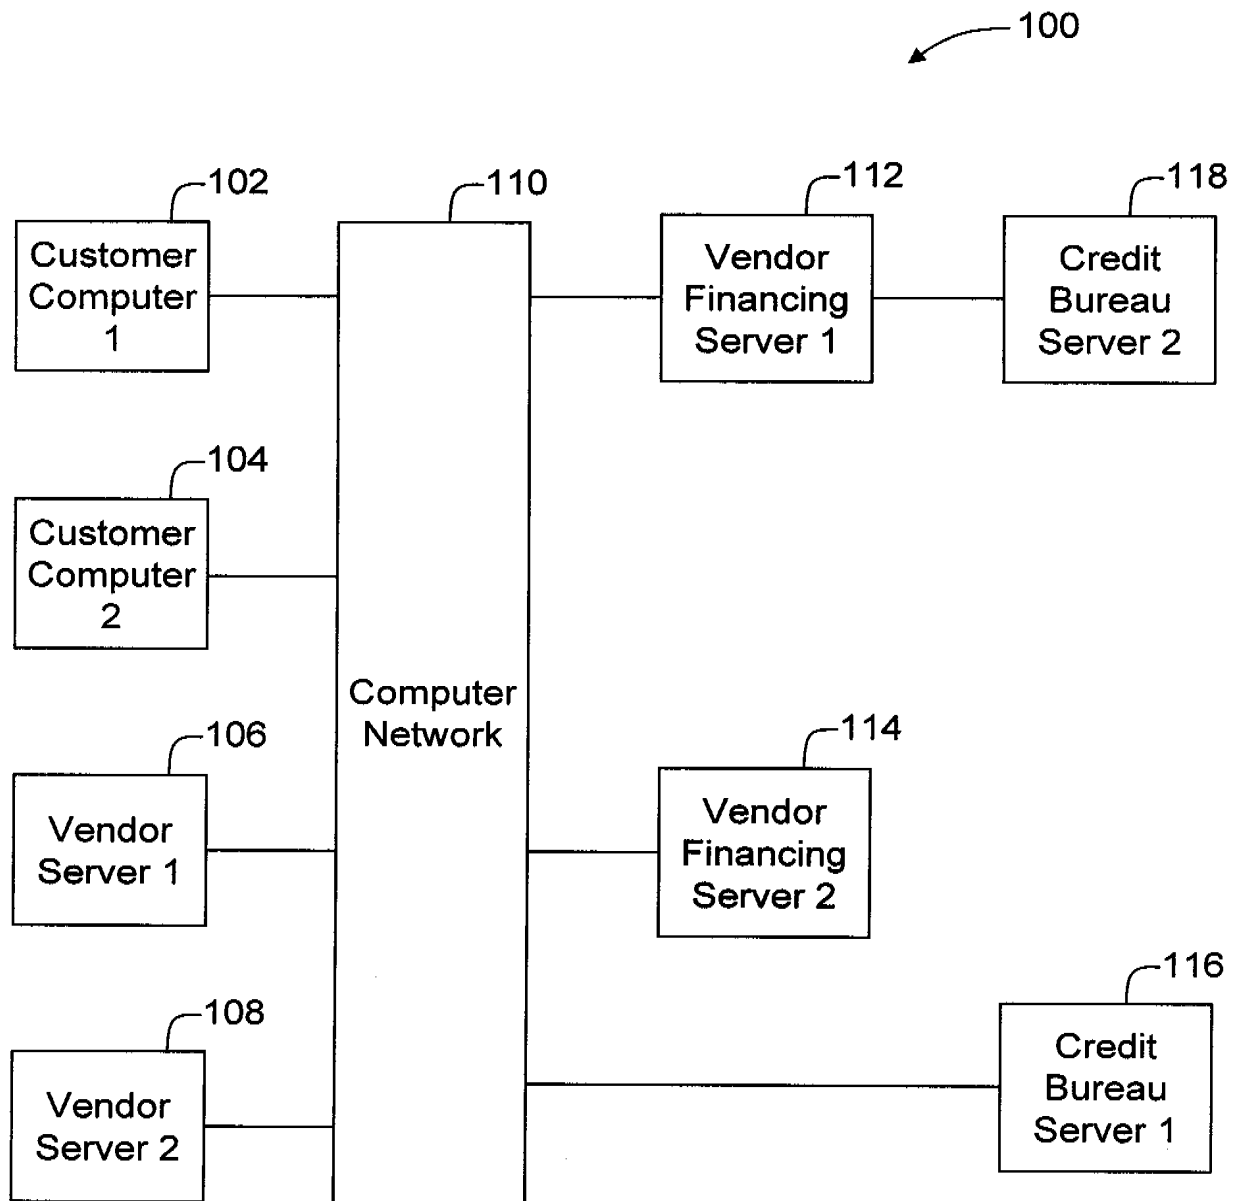 100
102
110
112
118
Customer
Computer
1
Vendor
Financing
Server 1
Credit
Bureau
Server 2
104
Customer
Computer
2
Computer
Network
106
114
Vendor
Server 1
Vendor
Financing
Server 2
108
116
Vendor
Server 2
Credit
Bureau
Server 1